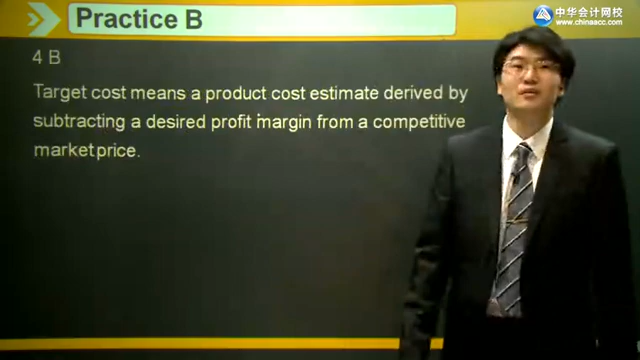 Practice B
中华会计网校
www.chinaacc.com
4 B
Target cost means a product cost estimate derived by
subtracting a desired profit margin from a competitive
market price.